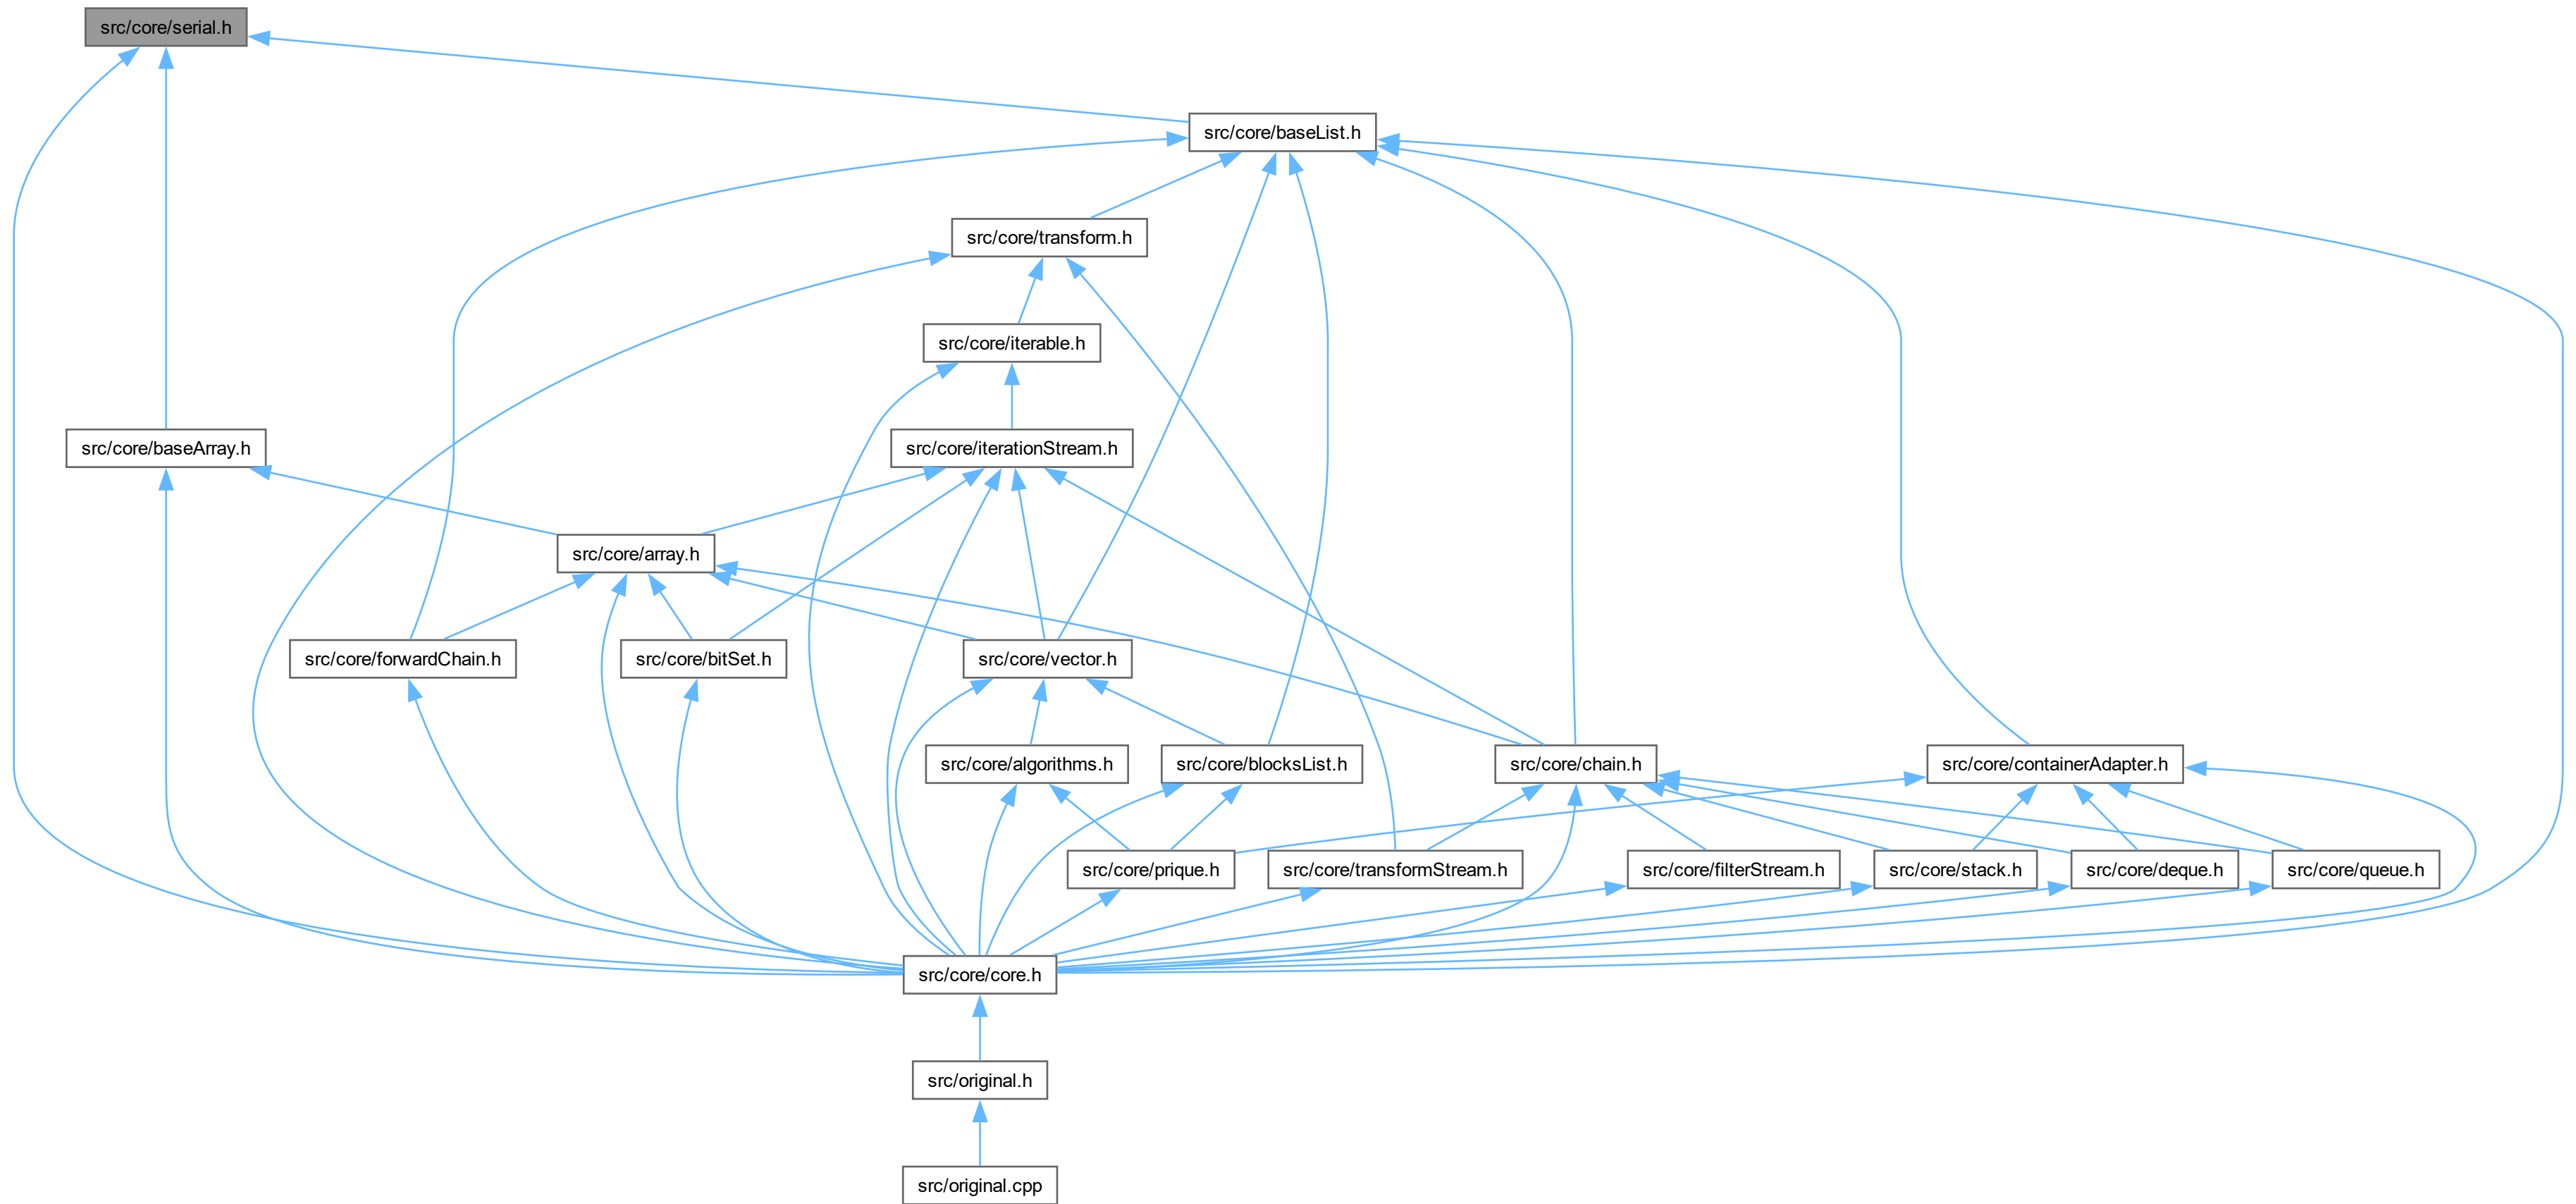 src/core/serial.h
src/core/baseList.h
src/core/transform.h
src/core/iterable.h
src/core/baseArray.h
src/core/iterationStream.h
src/core/array.h
src/core/forwardChain.h
src/core/bitSet.h
src/core/vector.h
src/core/algorithms.h
src/core/blocksList.h
src/core/chain.h
src/core/containerAdapter.h
src/core/prique.h
src/core/transformStream.h
src/core/filterStream.h
src/core/stack.h
src/core/deque.h
src/core/queue.h
src/core/core.h
src/original.h
src/original.cpp